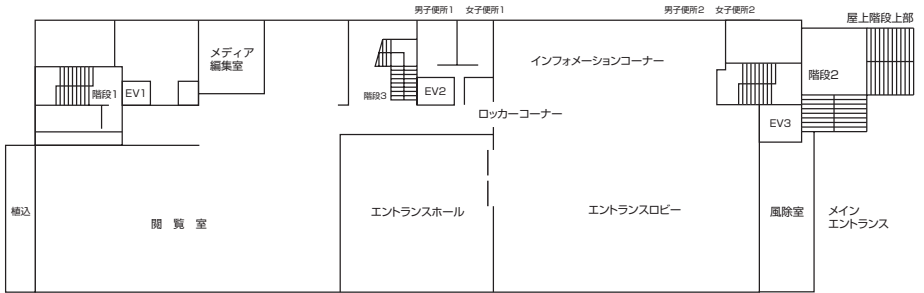 男子便所1 女子便所1
男子便所2 女子便所2
屋上階段上部
メディア
編集室
インフォメーションコーナー
階段2
階段1
EV1
階段3
EV2
ロッカーコーナー
EV3
植込
閲 覧 室
エントランスホール
エントランスロビー
風除室
メイン
エントランス